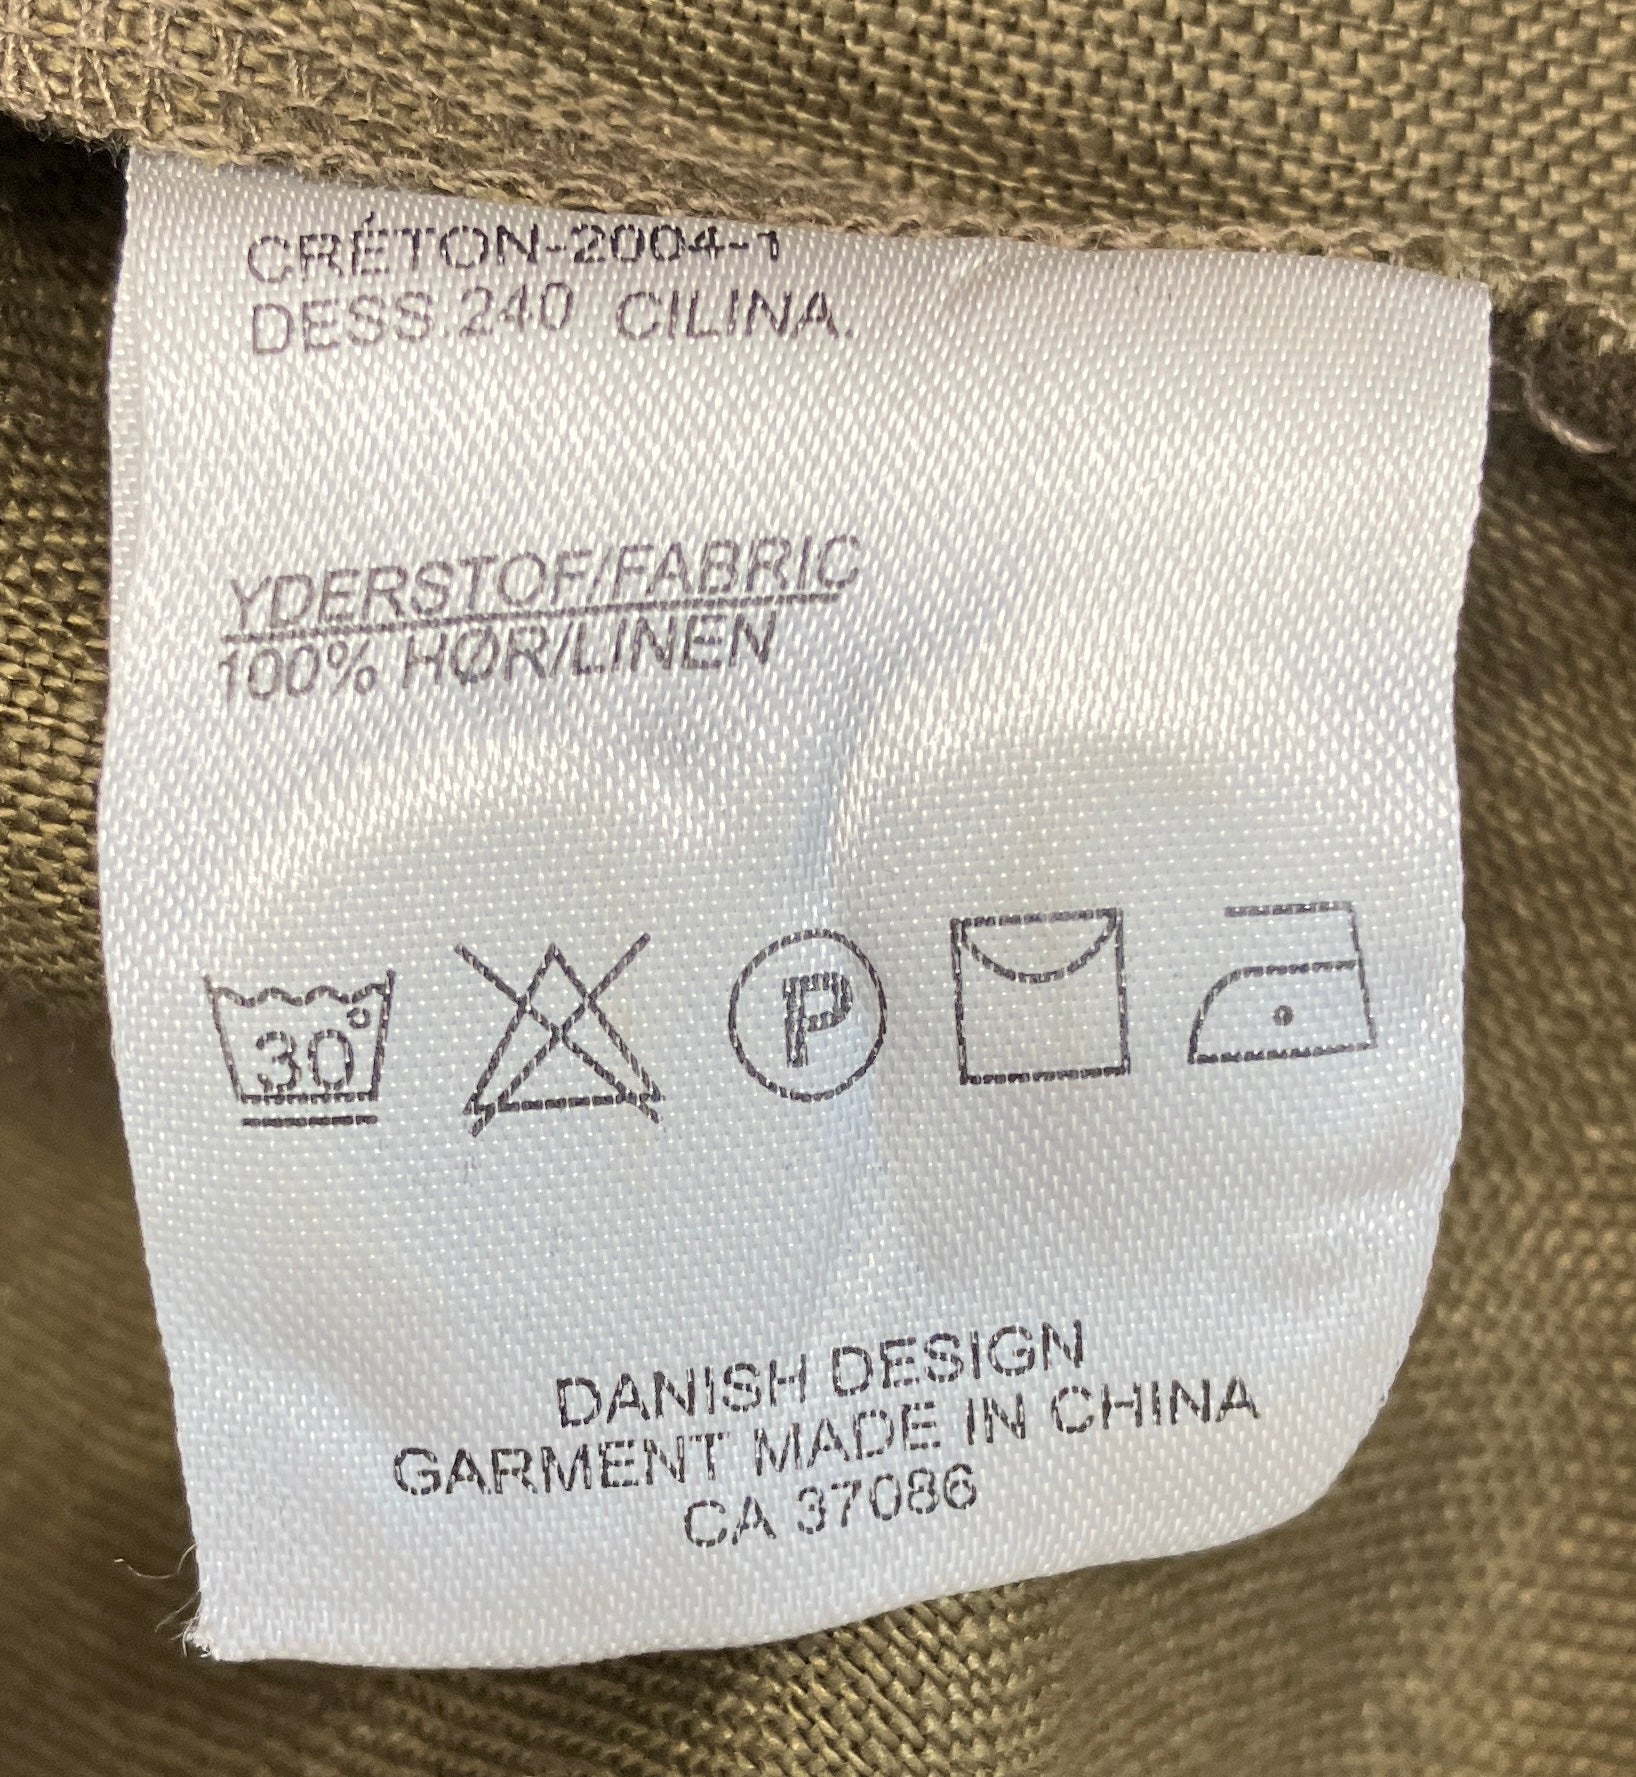 CRÉTON-2004-1
DESS.240 CILINA.
YDERSTOF/FABRIC
100% HØR/LINEN
30°
P
DANISH DESIGN
GARMENT MADE IN CHINA
CA 37086